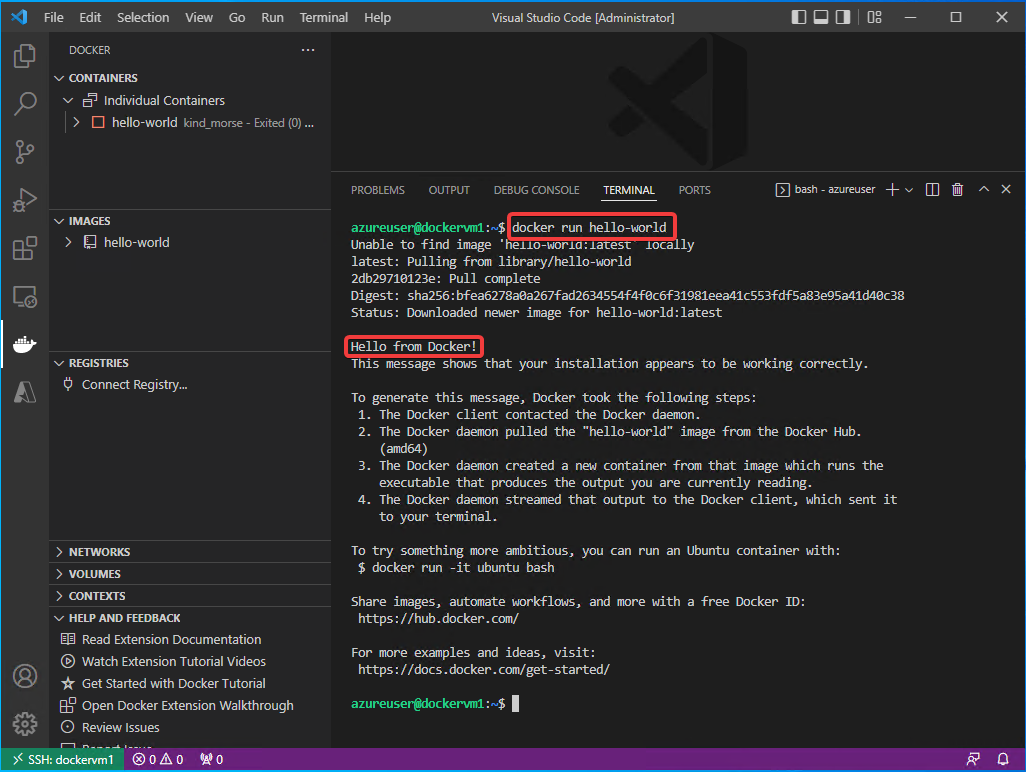 File Edit Selection View Go Run Terminal Help
Visual Studio Code [Administrator]
DOCKER
CONTAINERS
Individual Containers
hello-world kind_morse - Exited (0) ...
IMAGES
hello-world
REGISTRIES
Connect Registry...
NETWORKS
VOLUMES
CONTEXTS
HELP AND FEEDBACK
Read Extension Documentation
Watch Extension Tutorial Videos
Get Started with Docker Tutorial
Open Docker Extension Walkthrough
Review Issues
Report Issue
PROBLEMS OUTPUT DEBUG CONSOLE TERMINAL PORTS
bash - azureuser
azureuser@dockervm1:~$ docker run hello-world
Unable to find image 'hello-world:latest' locally
latest: Pulling from library/hello-world
2db29710123e: Pull complete
Digest: sha256:bfea6278a0a267fad2634554f4f0c6f31981eea41c553fdf5a83e95a41d40c38
Status: Downloaded newer image for hello-world:latest
Hello from Docker!
This message shows that your installation appears to be working correctly.
To generate this message, Docker took the following steps:
1. The Docker client contacted the Docker daemon.
2. The Docker daemon pulled the "hello-world" image from the Docker Hub.
(amd64)
3. The Docker daemon created a new container from that image which runs the
executable that produces the output you are currently reading.
4. The Docker daemon streamed that output to the Docker client, which sent it
to your terminal.
To try something more ambitious, you can run an Ubuntu container with:
$ docker run -it ubuntu bash
Share images, automate workflows, and more with a free Docker ID:
https://hub.docker.com/
For more examples and ideas, visit:
https://docs.docker.com/get-started/
azureuser@dockervm1:~$
SSH: dockervm1 0 0 0